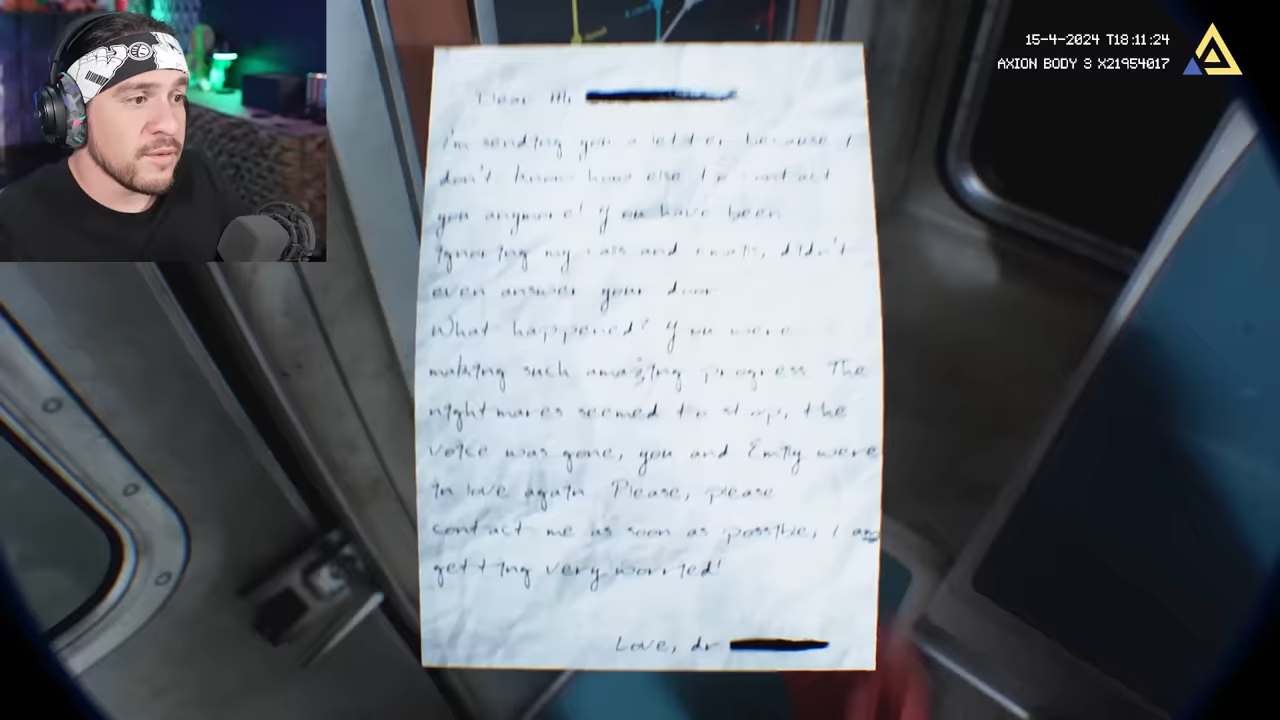 15-4-2024 T18:11:24
AXION BODY 3 X21954017
Dear Mr
I'm sending you a letter because I
don't know how else to contact
you anymore! You have been
ignoring my calls and emails, didn't
even answer your door
What happened? You were
making such amazing progress The
nightmares seemed to stop, the
voice was gone, you and Emily were
in love again Please, please
contact me as soon as possible, I am
getting very worried!
Love, dr